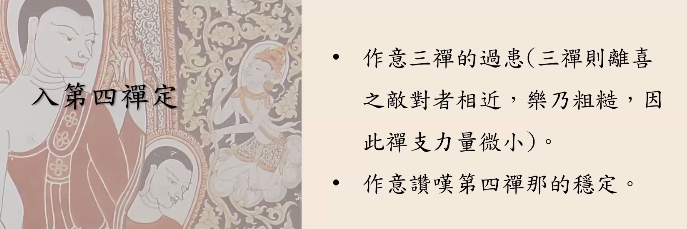 入第四禪定
• 作意三禪的過患(三禪則離喜
之敵對者相近，樂乃粗糙，因
此禪支力量微小)。
• 作意讚嘆第四禪那的穩定。